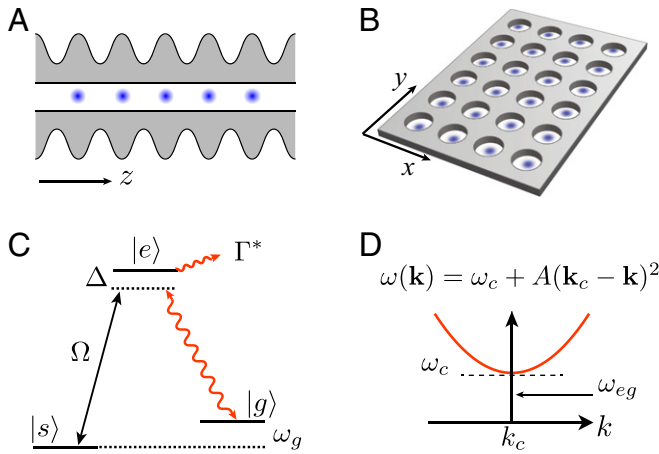 A
z
B
y
x
C
|e⟩
Γ*
Δ
Ω
|g⟩
|s⟩
ω_g
D
ω(k) = ω_c + A(k_c − k)²
ω_c
ω_eg
k_c
k